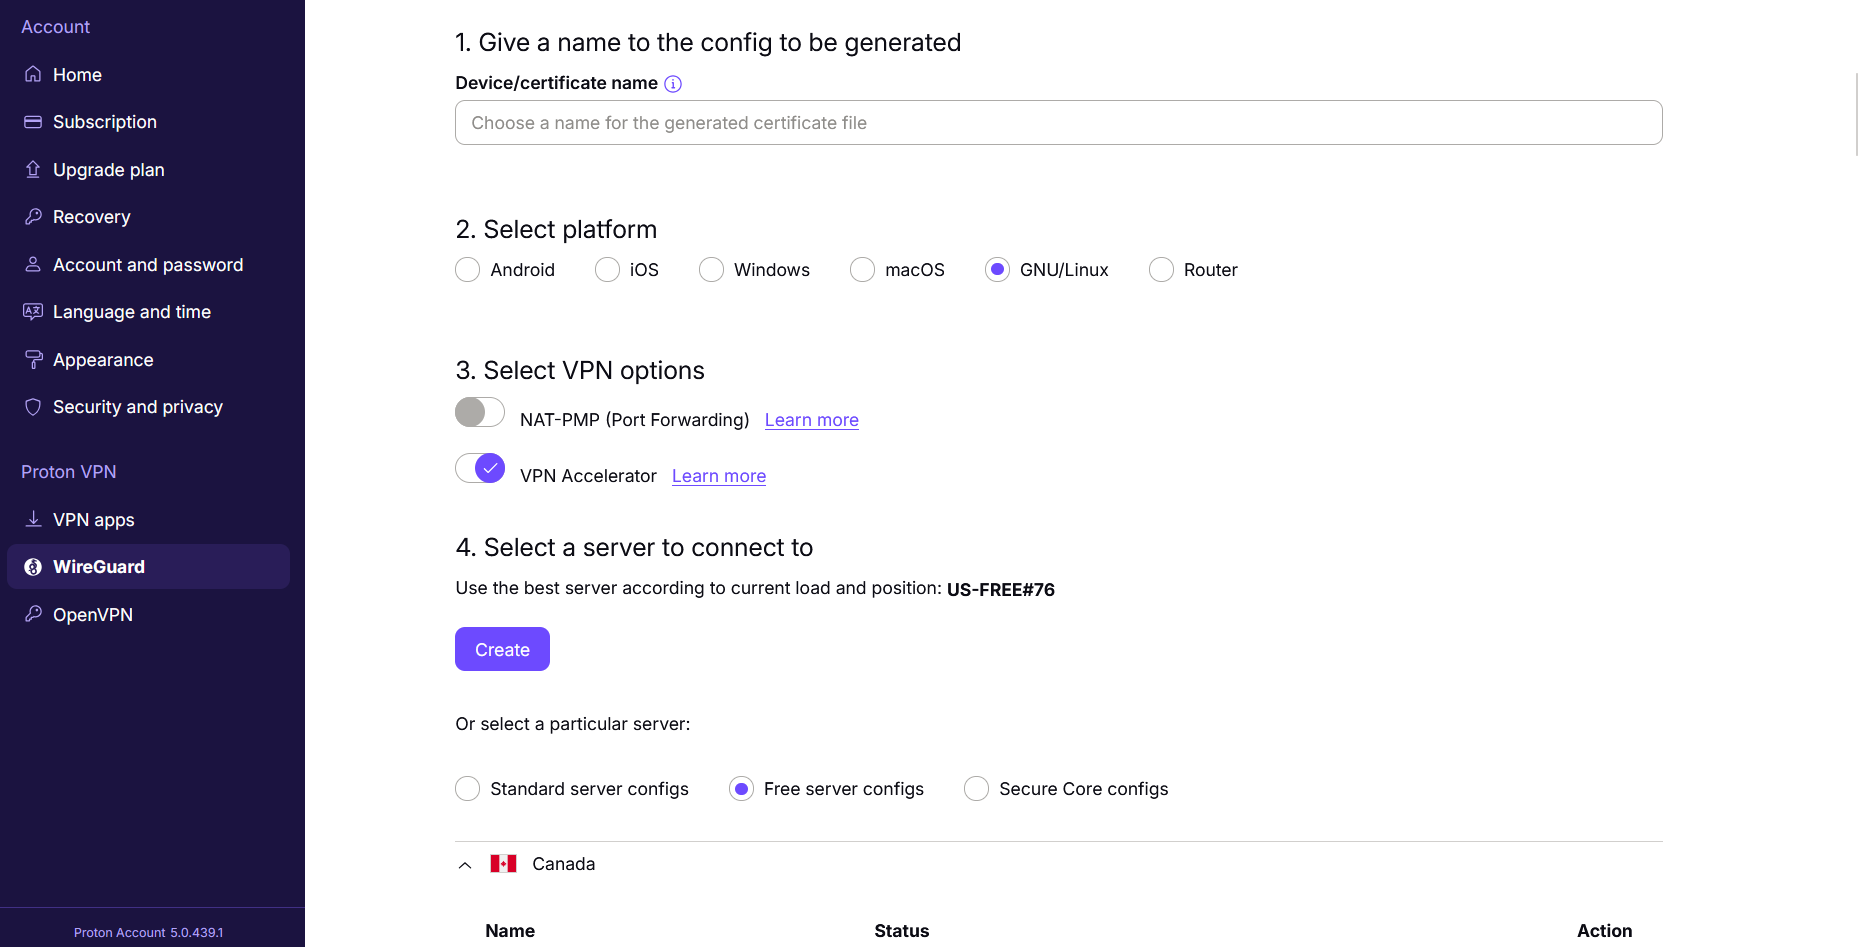 Account
Home
Subscription
Upgrade plan
Recovery
Account and password
Language and time
Appearance
Security and privacy
Proton VPN
VPN apps
WireGuard
OpenVPN
Proton Account 5.0.439.1
1. Give a name to the config to be generated
Device/certificate name
Choose a name for the generated certificate file
2. Select platform
Android iOS Windows macOS GNU/Linux Router
3. Select VPN options
NAT-PMP (Port Forwarding) Learn more
VPN Accelerator Learn more
4. Select a server to connect to
Use the best server according to current load and position: US-FREE#76
Create
Or select a particular server:
Standard server configs Free server configs Secure Core configs
Canada
Name Status Action